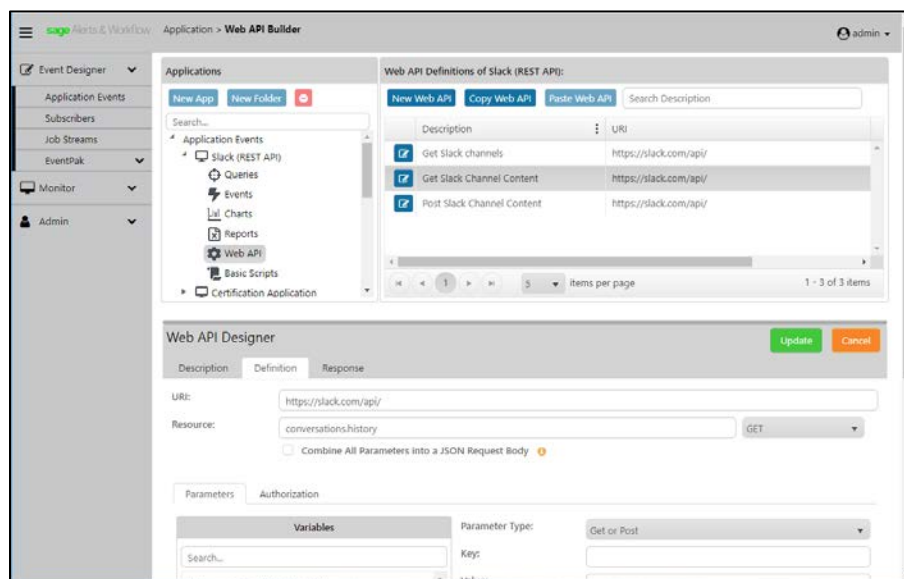 sage Alerts & Workflow
Application > Web API Builder
admin
Event Designer
Application Events
Subscribers
Job Streams
EventPak
Monitor
Admin
Applications
New App New Folder
Search...
Application Events
Slack (REST API)
Queries
Events
Charts
Reports
Web API
Basic Scripts
Certification Application
Web API Definitions of Slack (REST API):
New Web API Copy Web API Paste Web API Search Description
Description URI
Get Slack channels https://slack.com/api/
Get Slack Channel Content https://slack.com/api/
Post Slack Channel Content https://slack.com/api/
1 5 items per page 1 - 3 of 3 items
Web API Designer
Update Cancel
Description Definition Response
URI: https://slack.com/api/
Resource: conversations.history GET
Combine All Parameters into a JSON Request Body
Parameters Authorization
Variables
Search...
Parameter Type: Get or Post
Key: